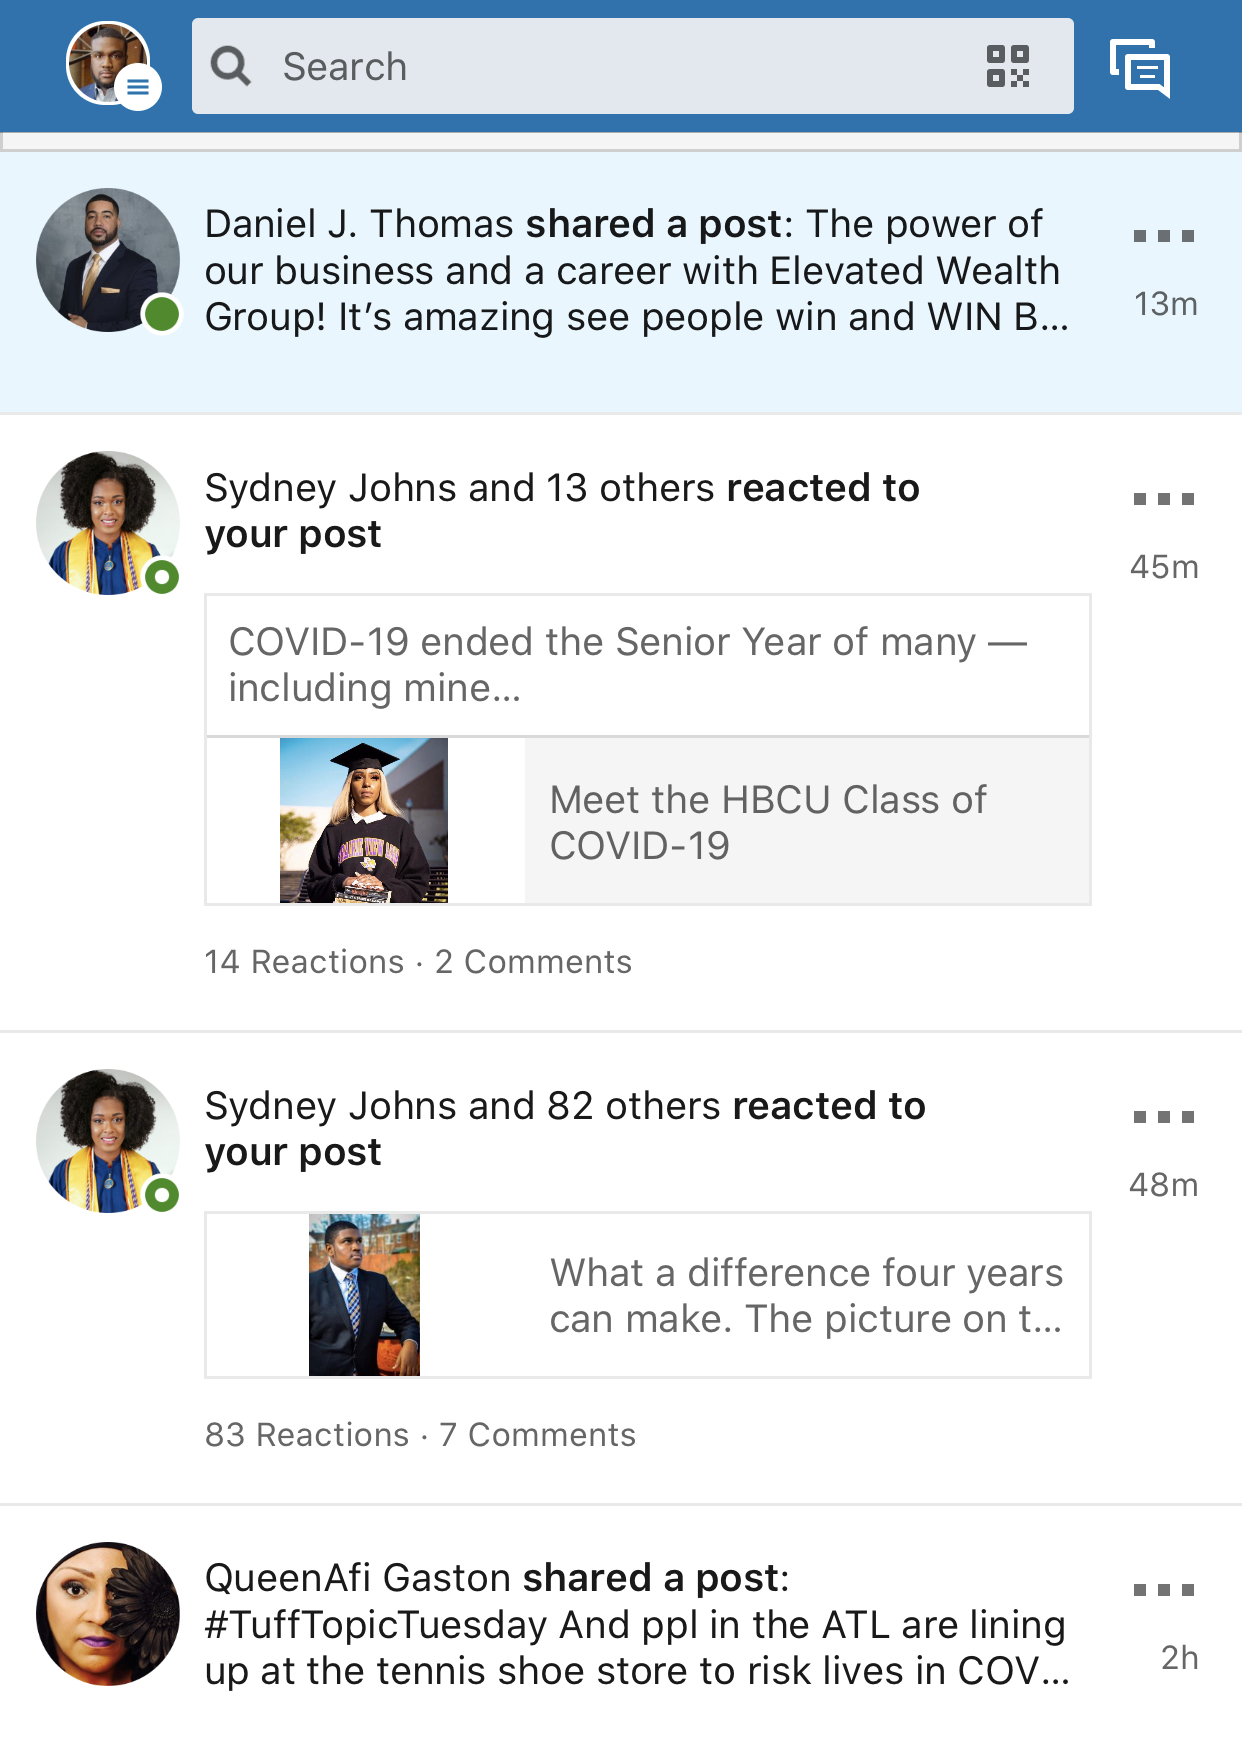 Search
Daniel J. Thomas shared a post: The power of
our business and a career with Elevated Wealth
Group! It’s amazing see people win and WIN B...
13m
Sydney Johns and 13 others reacted to
your post
45m
COVID-19 ended the Senior Year of many —
including mine...
Meet the HBCU Class of
COVID-19
14 Reactions · 2 Comments
Sydney Johns and 82 others reacted to
your post
48m
What a difference four years
can make. The picture on t...
83 Reactions · 7 Comments
QueenAfi Gaston shared a post:
#TuffTopicTuesday And ppl in the ATL are lining
up at the tennis shoe store to risk lives in COV...
2h